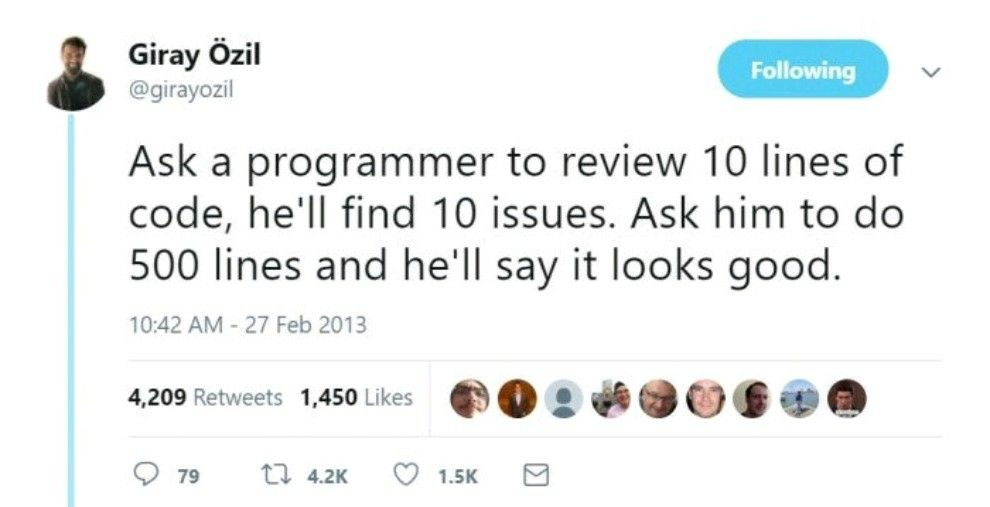 Giray Özil
@girayozil
Following
Ask a programmer to review 10 lines of
code, he'll find 10 issues. Ask him to do
500 lines and he'll say it looks good.
10:42 AM - 27 Feb 2013
4,209 Retweets 1,450 Likes
79 4.2K 1.5K